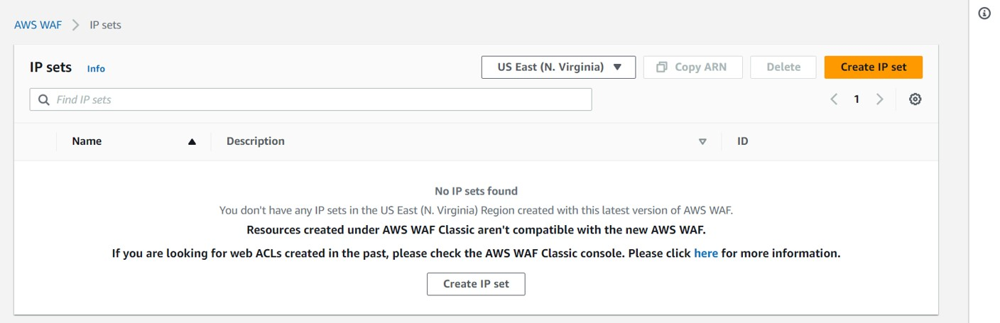 AWS WAF > IP sets
IP sets Info US East (N. Virginia) Copy ARN Delete Create IP set
Find IP sets 1
Name Description ID
No IP sets found
You don't have any IP sets in the US East (N. Virginia) Region created with this latest version of AWS WAF.
Resources created under AWS WAF Classic aren't compatible with the new AWS WAF.
If you are looking for web ACLs created in the past, please check the AWS WAF Classic console. Please click here for more information.
Create IP set